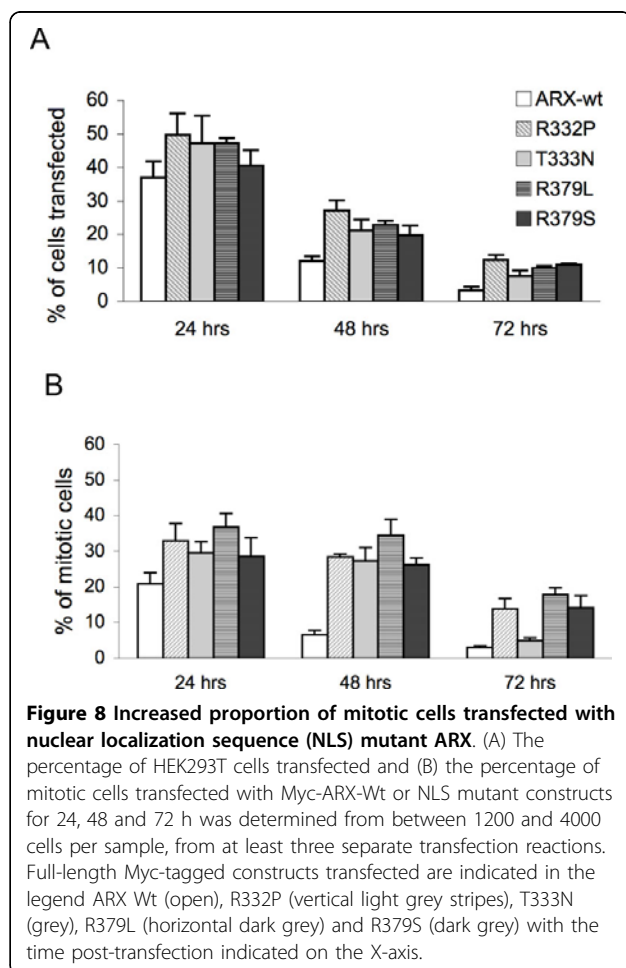 A
% of cells transfected
60
50
40
30
20
10
0
ARX-wt
R332P
T333N
R379L
R379S
24 hrs
48 hrs
72 hrs
B
% of mitotic cells
60
50
40
30
20
10
0
24 hrs
48 hrs
72 hrs
Figure 8 Increased proportion of mitotic cells transfected with
nuclear localization sequence (NLS) mutant ARX. (A) The
percentage of HEK293T cells transfected and (B) the percentage of
mitotic cells transfected with Myc-ARX-Wt or NLS mutant constructs
for 24, 48 and 72 h was determined from between 1200 and 4000
cells per sample, from at least three separate transfection reactions.
Full-length Myc-tagged constructs transfected are indicated in the
legend ARX Wt (open), R332P (vertical light grey stripes), T333N
(grey), R379L (horizontal dark grey) and R379S (dark grey) with the
time post-transfection indicated on the X-axis.